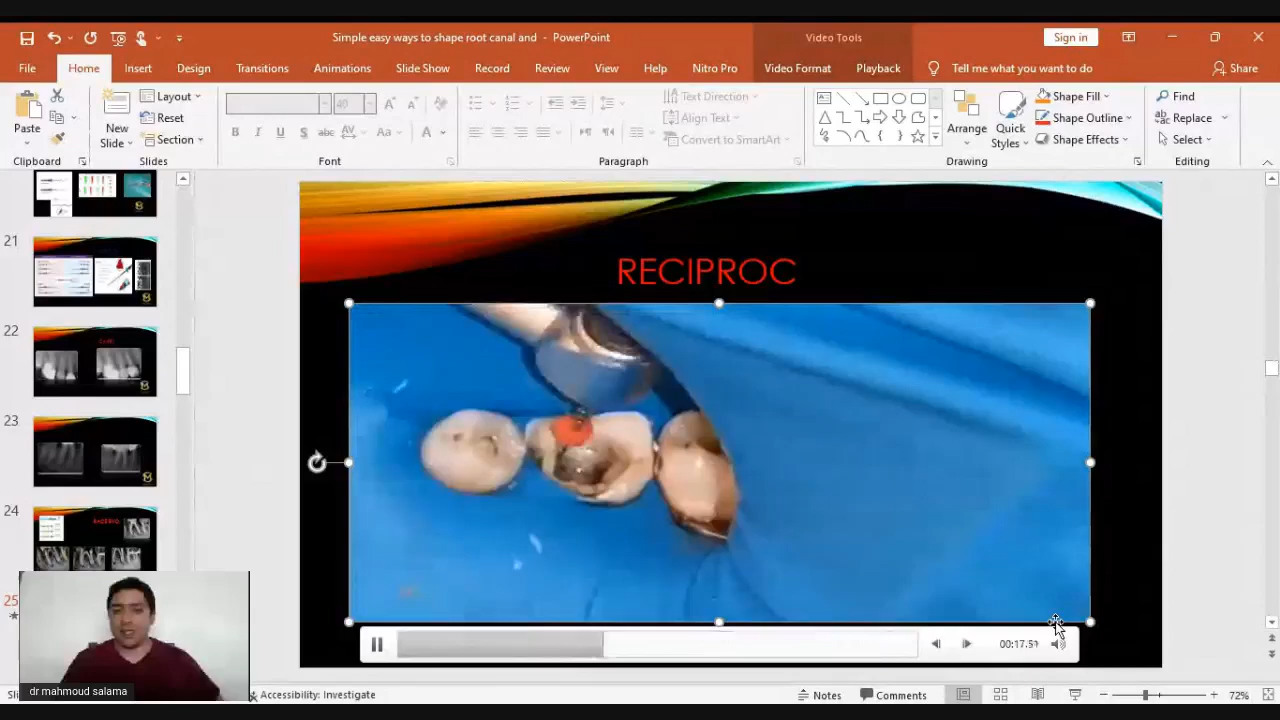 Simple easy ways to shape root canal and - PowerPoint
Video Tools
Sign in
File Home Insert Design Transitions Animations Slide Show Record Review View Help Nitro Pro Video Format Playback Tell me what you want to do Share
Paste
New Slide
Layout
Reset
Section
Text Direction
Align Text
Convert to SmartArt
Arrange
Quick Styles
Shape Fill
Shape Outline
Shape Effects
Find
Replace
Select
Clipboard Slides Font Paragraph Drawing Editing
21
22
23
24
25
RECIPROC
00:17.51
dr mahmoud salama
Accessibility: Investigate
Notes Comments 72%